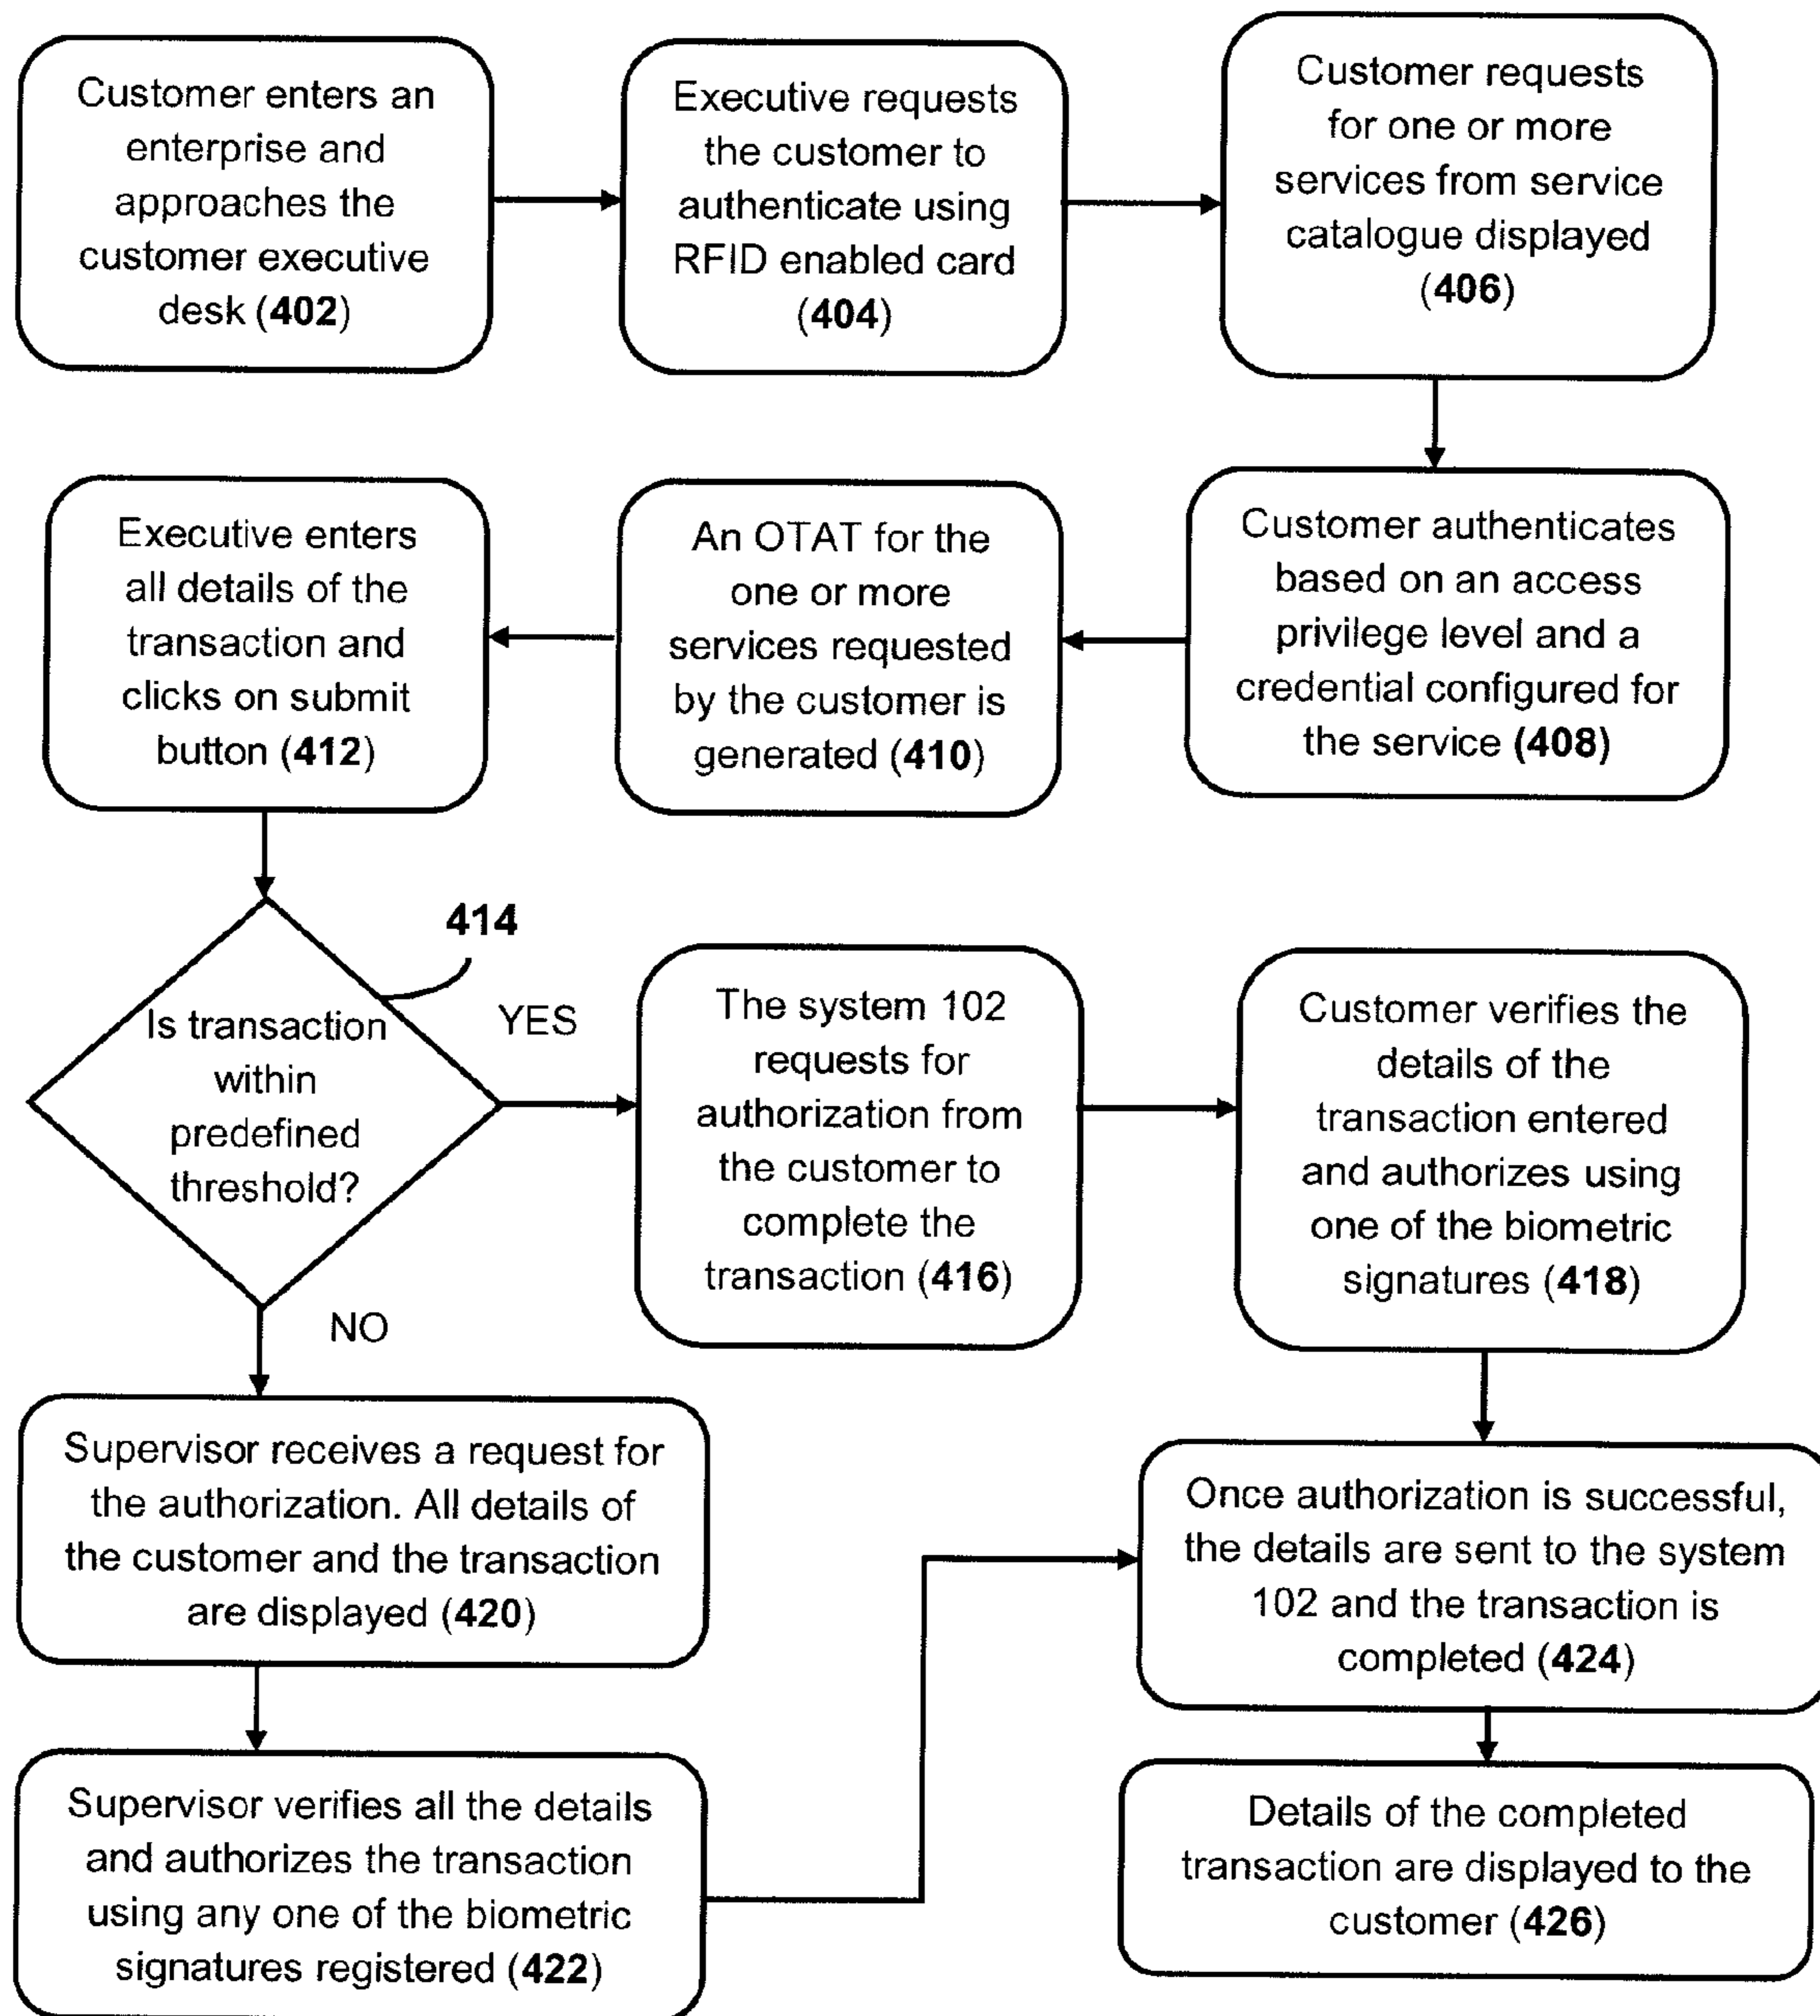 Customer enters an
enterprise and
approaches the
customer executive
desk (402)
Executive requests
the customer to
authenticate using
RFID enabled card
(404)
Customer requests
for one or more
services from service
catalogue displayed
(406)
Customer authenticates
based on an access
privilege level and a
credential configured for
the service (408)
An OTAT for the
one or more
services requested
by the customer is
generated (410)
Executive enters
all details of the
transaction and
clicks on submit
button (412)
414
Is transaction
within
predefined
threshold?
YES
The system 102
requests for
authorization from
the customer to
complete the
transaction (416)
Customer verifies the
details of the
transaction entered
and authorizes using
one of the biometric
signatures (418)
NO
Supervisor receives a request for
the authorization. All details of
the customer and the transaction
are displayed (420)
Supervisor verifies all the details
and authorizes the transaction
using any one of the biometric
signatures registered (422)
Once authorization is successful,
the details are sent to the system
102 and the transaction is
completed (424)
Details of the completed
transaction are displayed to the
customer (426)